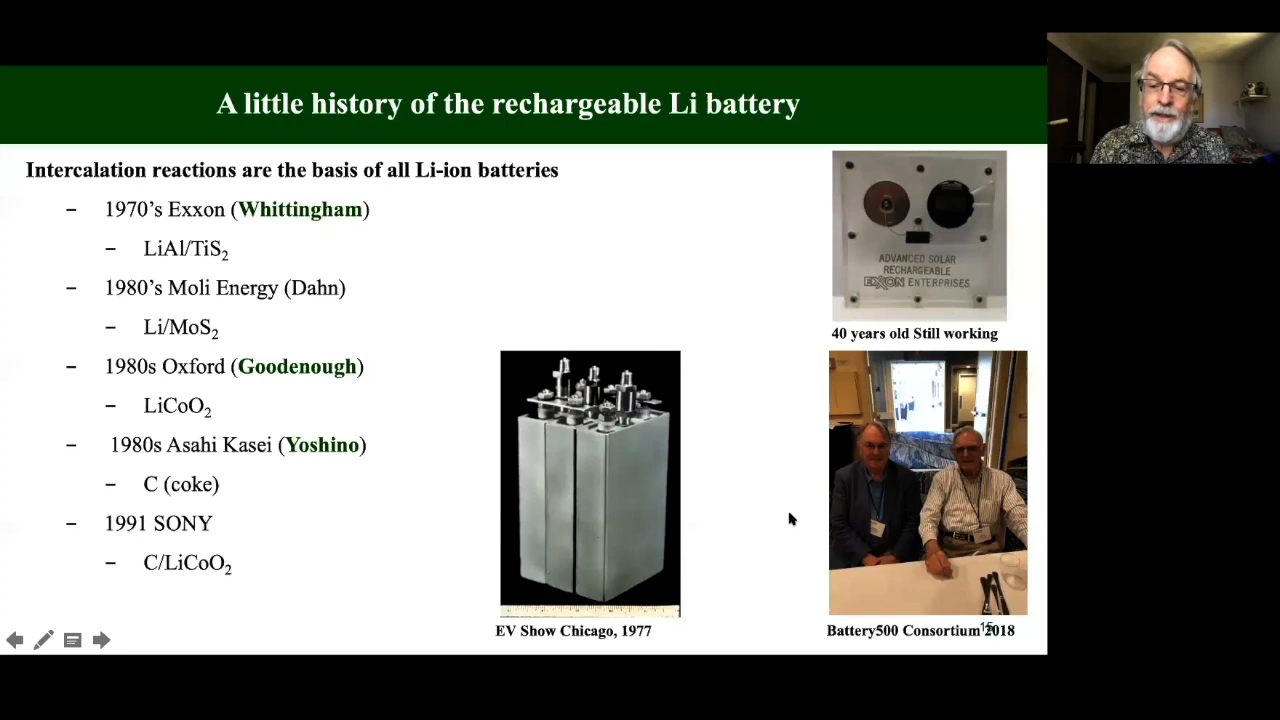 A little history of the rechargeable Li battery
Intercalation reactions are the basis of all Li-ion batteries
– 1970’s Exxon (Whittingham)
– LiAl/TiS₂
– 1980’s Moli Energy (Dahn)
– Li/MoS₂
– 1980s Oxford (Goodenough)
– LiCoO₂
– 1980s Asahi Kasei (Yoshino)
– C (coke)
– 1991 SONY
– C/LiCoO₂
EV Show Chicago, 1977
ADVANCED SOLAR
RECHARGEABLE
EXXON ENTERPRISES
40 years old Still working
Battery500 Consortium 2018
15